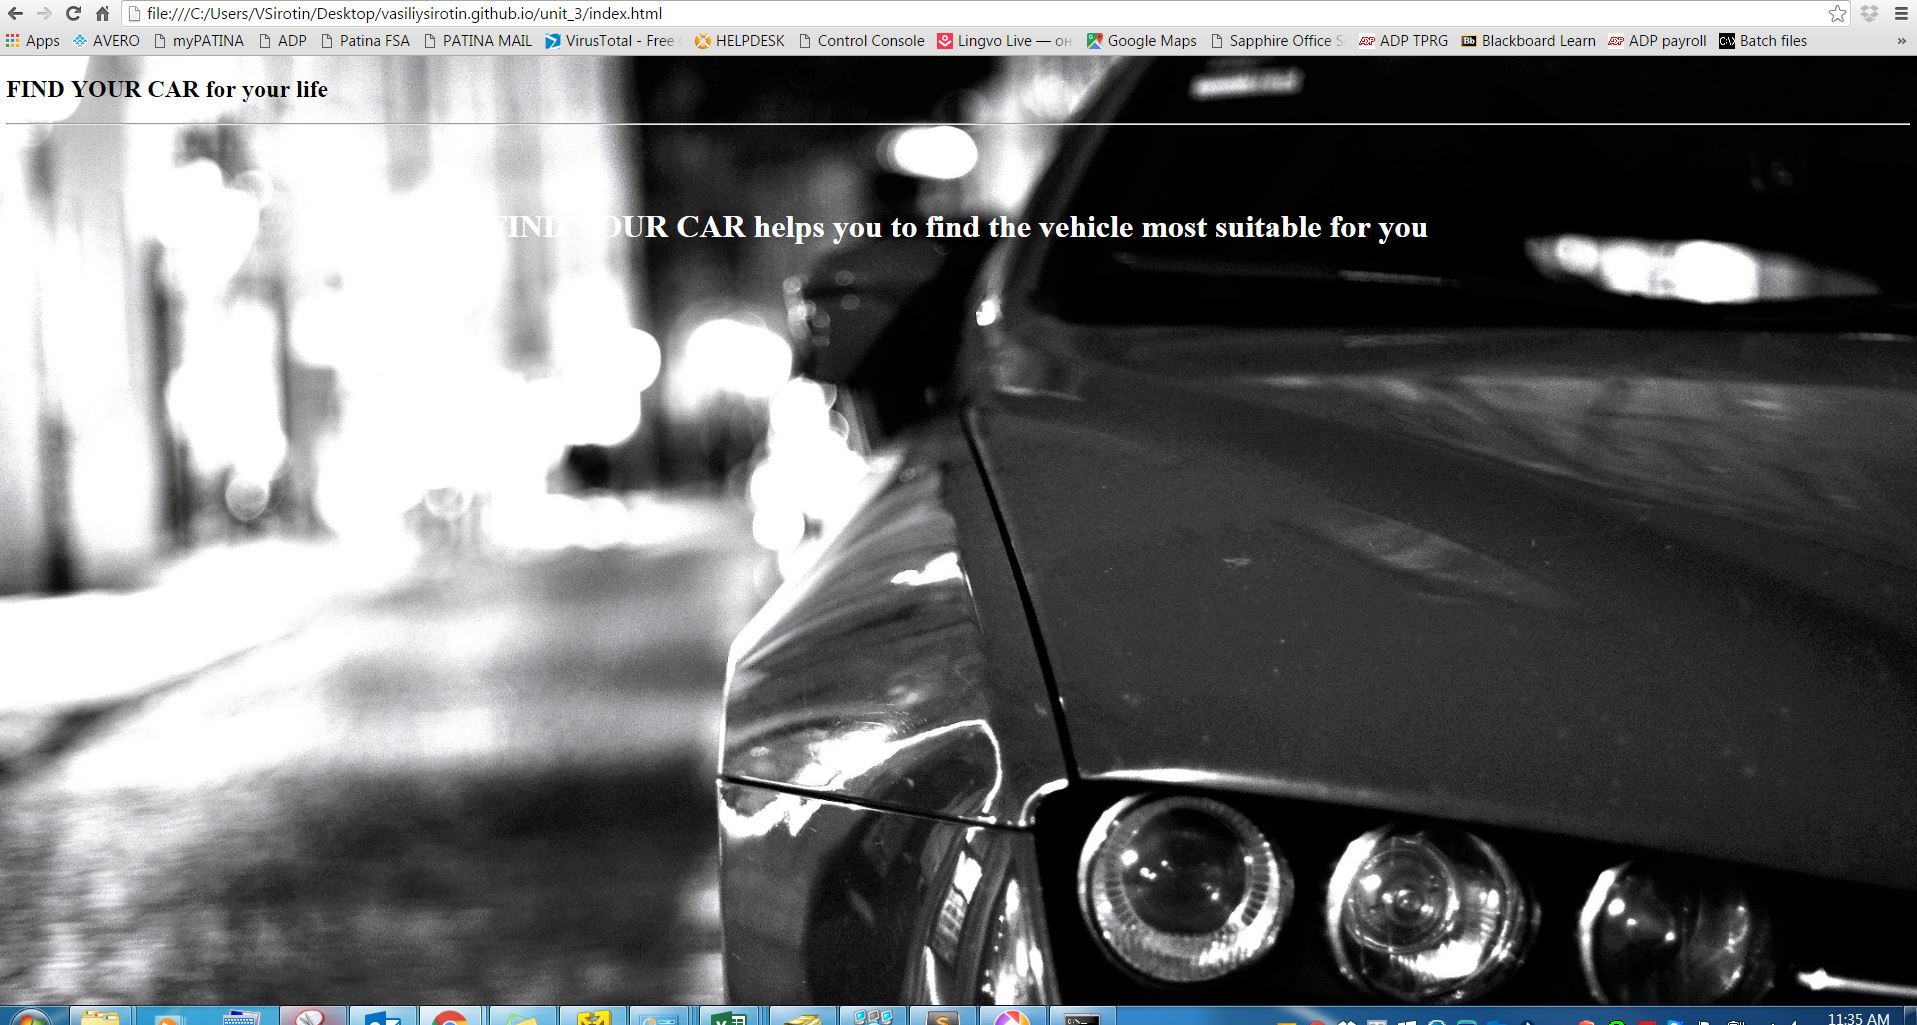 file:///C:/Users/VSirotin/Desktop/vasiliysirotin.github.io/unit_3/index.html
Apps AVERO myPATINA ADP Patina FSA PATINA MAIL VirusTotal - Free HELPDESK Control Console Lingvo Live — он Google Maps Sapphire Office S ADP TPRG Blackboard Learn ADP payroll Batch files »
FIND YOUR CAR for your life
FIND YOUR CAR helps you to find the vehicle most suitable for you
11:35 AM